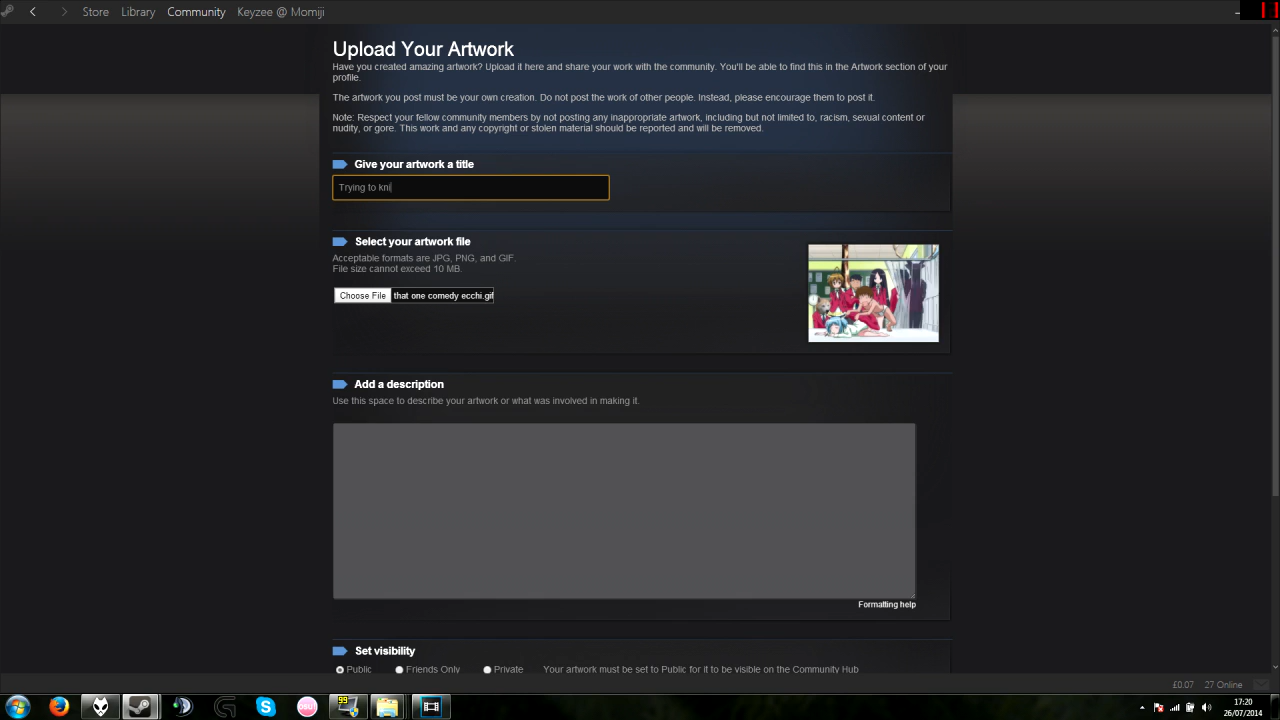 Store Library Community Keyzee @ Momiji
Upload Your Artwork
Have you created amazing artwork? Upload it here and share your work with the community. You'll be able to find this in the Artwork section of your
profile.
The artwork you post must be your own creation. Do not post the work of other people. Instead, please encourage them to post it.
Note: Respect your fellow community members by not posting any inappropriate artwork, including but not limited to, racism, sexual content or
nudity, or gore. This work and any copyright or stolen material should be reported and will be removed.
Give your artwork a title
Trying to kni
Select your artwork file
Acceptable formats are JPG, PNG, and GIF.
File size cannot exceed 10 MB.
Choose File that one comedy ecchi.gif
Add a description
Use this space to describe your artwork or what was involved in making it.
Formatting help
Set visibility
Public Friends Only Private Your artwork must be set to Public for it to be visible on the Community Hub
£0.07 27 Online
99
osu!
17:20
26/07/2014